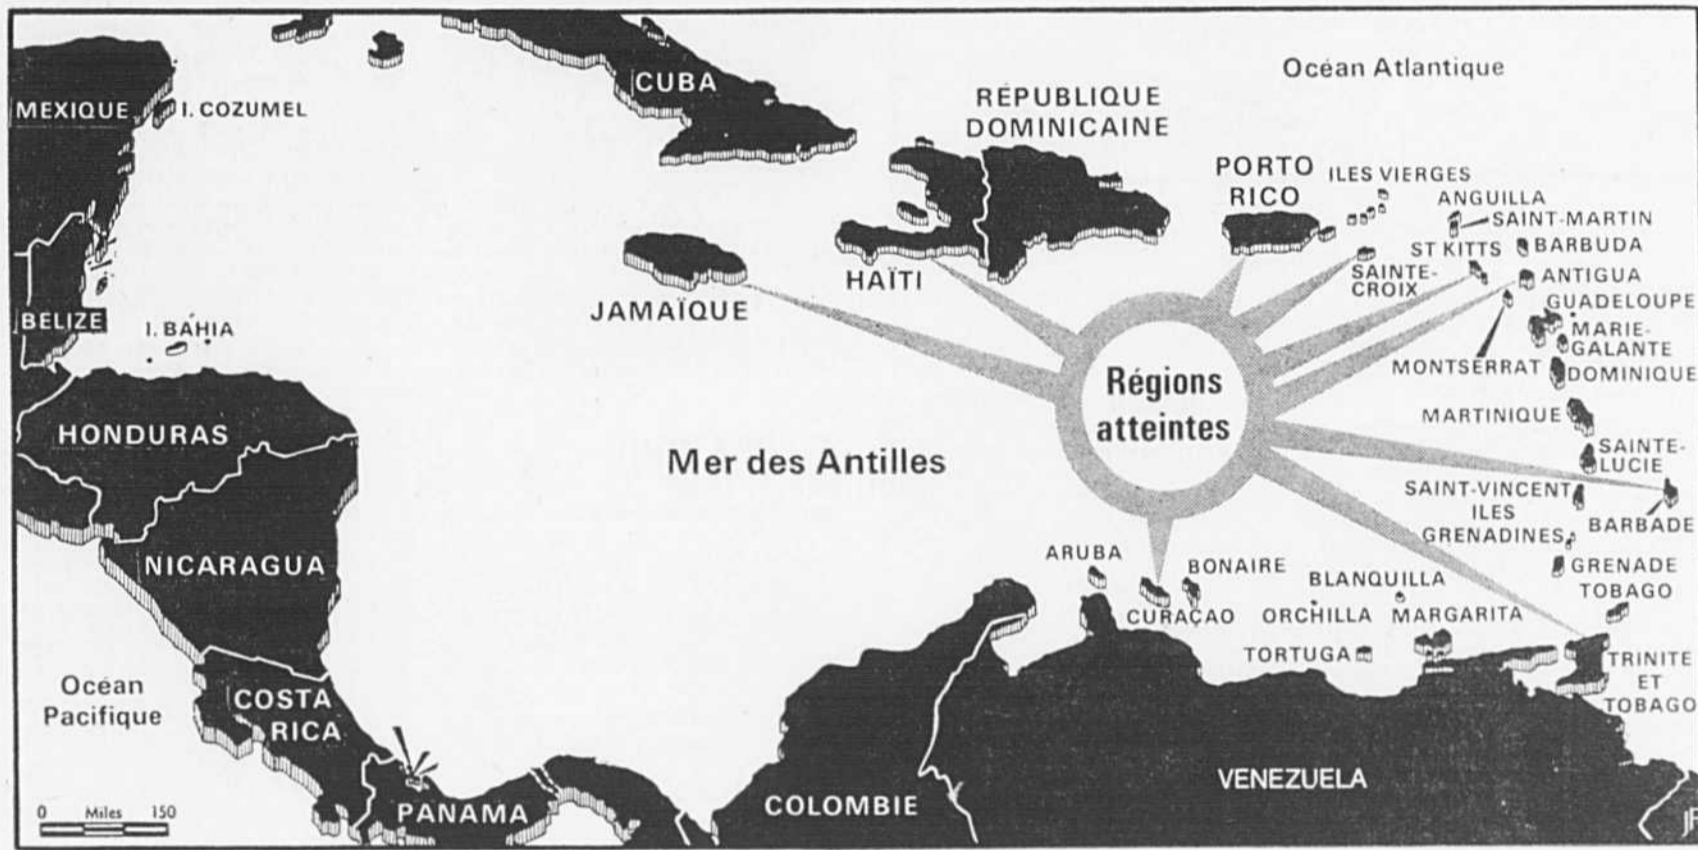 Océan Atlantique
CUBA
MEXIQUE
I. COZUMEL
RÉPUBLIQUE
DOMINICAINE
PORTO
RICO
ILES VIERGES
ANGUILLA
SAINT-MARTIN
ST KITTS
BARBUDA
SAINTE-
CROIX
ANTIGUA
GUADELOUPE
HAÏTI
JAMAÏQUE
BELIZE
I. BAHIA
MARIE-
GALANTE
MONTSERRAT
DOMINIQUE
Régions
atteintes
MARTINIQUE
HONDURAS
Mer des Antilles
SAINTE-
LUCIE
SAINT-VINCENT
ILES
GRENADINES
BARBADE
NICARAGUA
ARUBA
BONAIRE
BLANQUILLA
GRENADE
TOBAGO
CURAÇAO
ORCHILLA
MARGARITA
TORTUGA
TRINITE
ET
TOBAGO
Océan
Pacifique
COSTA
RICA
VENEZUELA
COLOMBIE
PANAMA
0 Miles 150